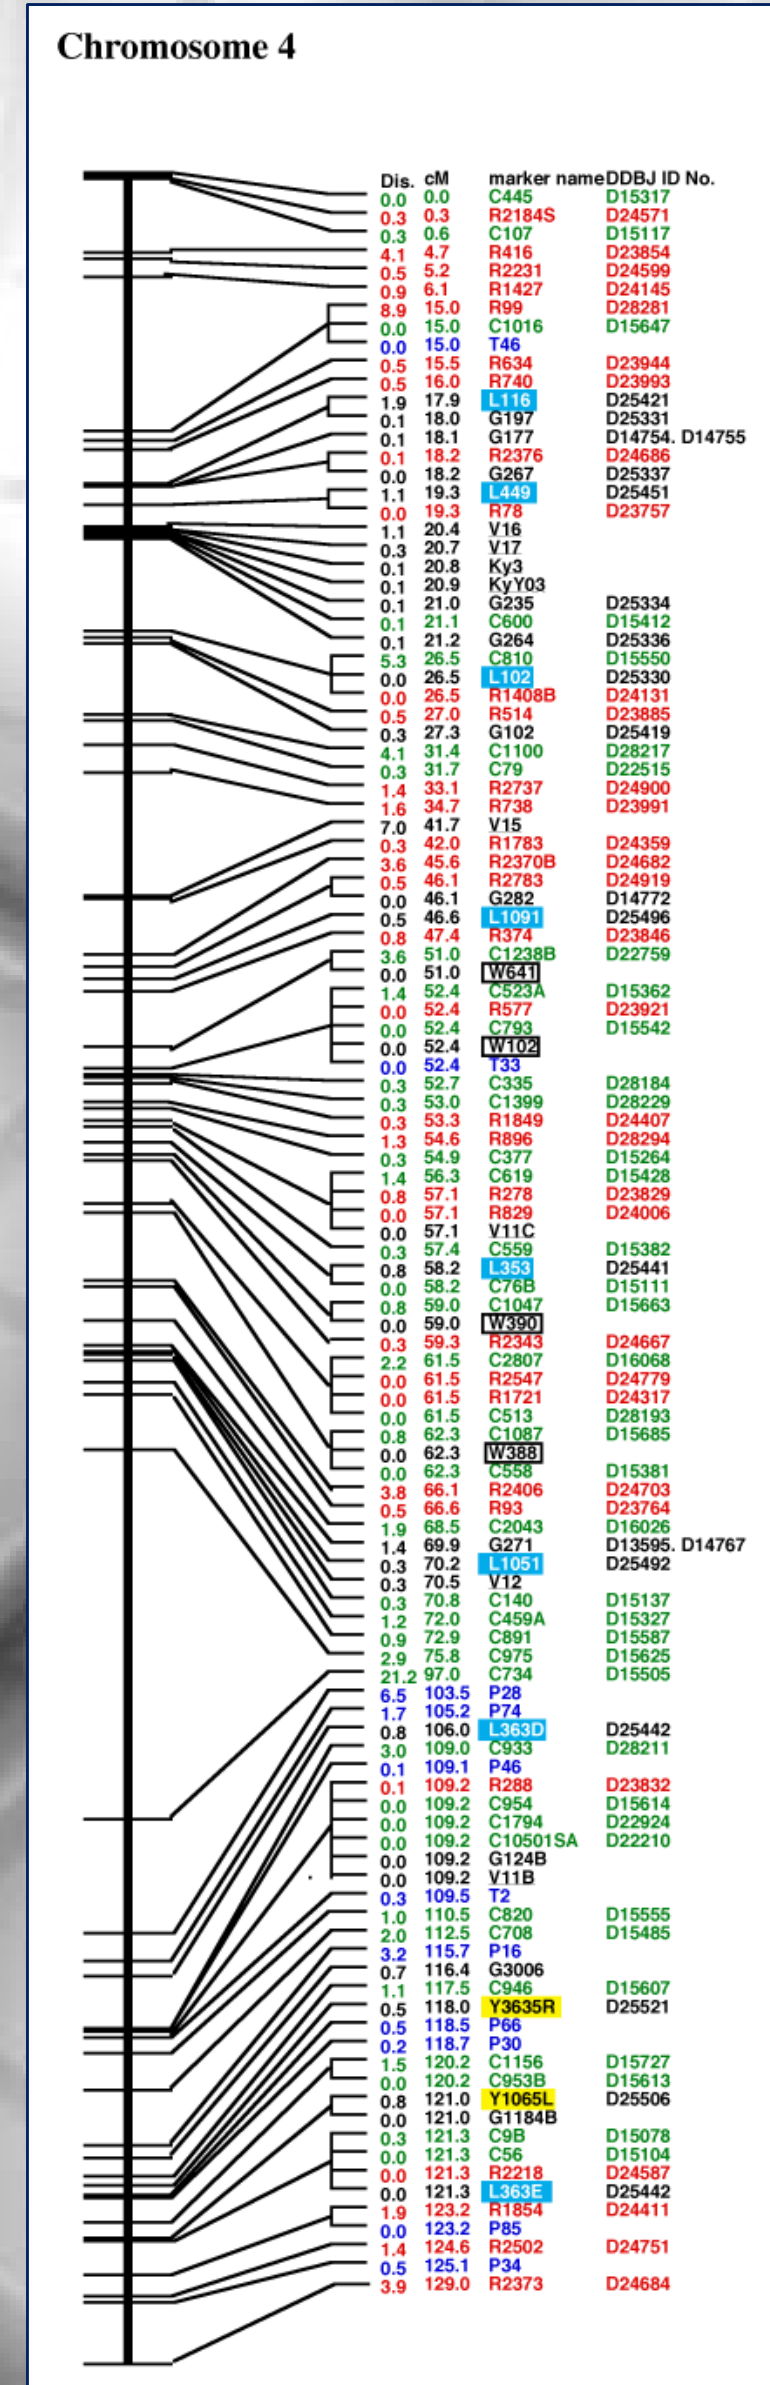 Chromosome 4
Dis. cM marker name DDBJ ID No.
0.0 0.0 C445 D15317
0.3 0.3 R2184S D24571
0.3 0.6 C107 D15117
4.1 4.7 R416 D23854
0.5 5.2 R2231 D24599
0.9 6.1 R1427 D24145
8.9 15.0 R99 D28281
0.0 15.0 C1016 D15647
0.0 15.0 T46
0.5 15.5 R634 D23944
0.5 16.0 R740 D23993
1.9 17.9 L116 D25421
0.1 18.0 G197 D25331
0.1 18.1 G177 D14754. D14755
0.1 18.2 R2376 D24686
0.0 18.2 G267 D25337
1.1 19.3 L449 D25451
0.0 19.3 R78 D23757
1.1 20.4 V16
0.3 20.7 V17
0.1 20.8 Ky3
0.1 20.9 KyY03
0.1 21.0 G235 D25334
0.1 21.1 C600 D15412
0.1 21.2 G264 D25336
5.3 26.5 C810 D15550
0.0 26.5 L102 D25330
0.0 26.5 R1408B D24131
0.5 27.0 R514 D23885
0.3 27.3 G102 D25419
4.1 31.4 C1100 D28217
0.3 31.7 C79 D22515
1.4 33.1 R2737 D24900
1.6 34.7 R738 D23991
7.0 41.7 V15
0.3 42.0 R1783 D24359
3.6 45.6 R2370B D24682
0.5 46.1 R2783 D24919
0.0 46.1 G282 D14772
0.5 46.6 L1091 D25496
0.8 47.4 R374 D23846
3.6 51.0 C1238B D22759
0.0 51.0 W641
1.4 52.4 C523A D15362
0.0 52.4 R577 D23921
0.0 52.4 C793 D15542
0.0 52.4 W102
0.0 52.4 T33
0.3 52.7 C335 D28184
0.3 53.0 C1399 D28229
0.3 53.3 R1849 D24407
1.3 54.6 R896 D28294
0.3 54.9 C377 D15264
1.4 56.3 C619 D15428
0.8 57.1 R278 D23829
0.0 57.1 R829 D24006
0.0 57.1 V11C
0.3 57.4 C559 D15382
0.8 58.2 L353 D25441
0.0 58.2 C76B D15111
0.8 59.0 C1047 D15663
0.0 59.0 W390
0.3 59.3 R2343 D24667
2.2 61.5 C2807 D16068
0.0 61.5 R2547 D24779
0.0 61.5 R1721 D24317
0.0 61.5 C513 D28193
0.8 62.3 C1087 D15685
0.0 62.3 W388
0.0 62.3 C558 D15381
3.8 66.1 R2406 D24703
0.5 66.6 R93 D23764
1.9 68.5 C2043 D16026
1.4 69.9 G271 D13595. D14767
0.3 70.2 L1051 D25492
0.3 70.5 V12
0.3 70.8 C140 D15137
1.2 72.0 C459A D15327
0.9 72.9 C891 D15587
2.9 75.8 C975 D15625
21.2 97.0 C734 D15505
6.5 103.5 P28
1.7 105.2 P74
0.8 106.0 L363D D25442
3.0 109.0 C933 D28211
0.1 109.1 P46
0.1 109.2 R288 D23832
0.0 109.2 C954 D15614
0.0 109.2 C1794 D22924
0.0 109.2 C10501SA D22210
0.0 109.2 G124B
0.0 109.2 V11B
0.3 109.5 T2
1.0 110.5 C820 D15555
2.0 112.5 C708 D15485
3.2 115.7 P16
0.7 116.4 G3006
1.1 117.5 C946 D15607
0.5 118.0 Y3635R D25521
0.5 118.5 P66
0.2 118.7 P30
1.5 120.2 C1156 D15727
0.0 120.2 C953B D15613
0.8 121.0 Y1065L D25506
0.0 121.0 G1184B
0.3 121.3 C9B D15078
0.0 121.3 C56 D15104
0.0 121.3 R2218 D24587
0.0 121.3 L363E D25442
1.9 123.2 R1854 D24411
0.0 123.2 P85
1.4 124.6 R2502 D24751
0.5 125.1 P34
3.9 129.0 R2373 D24684